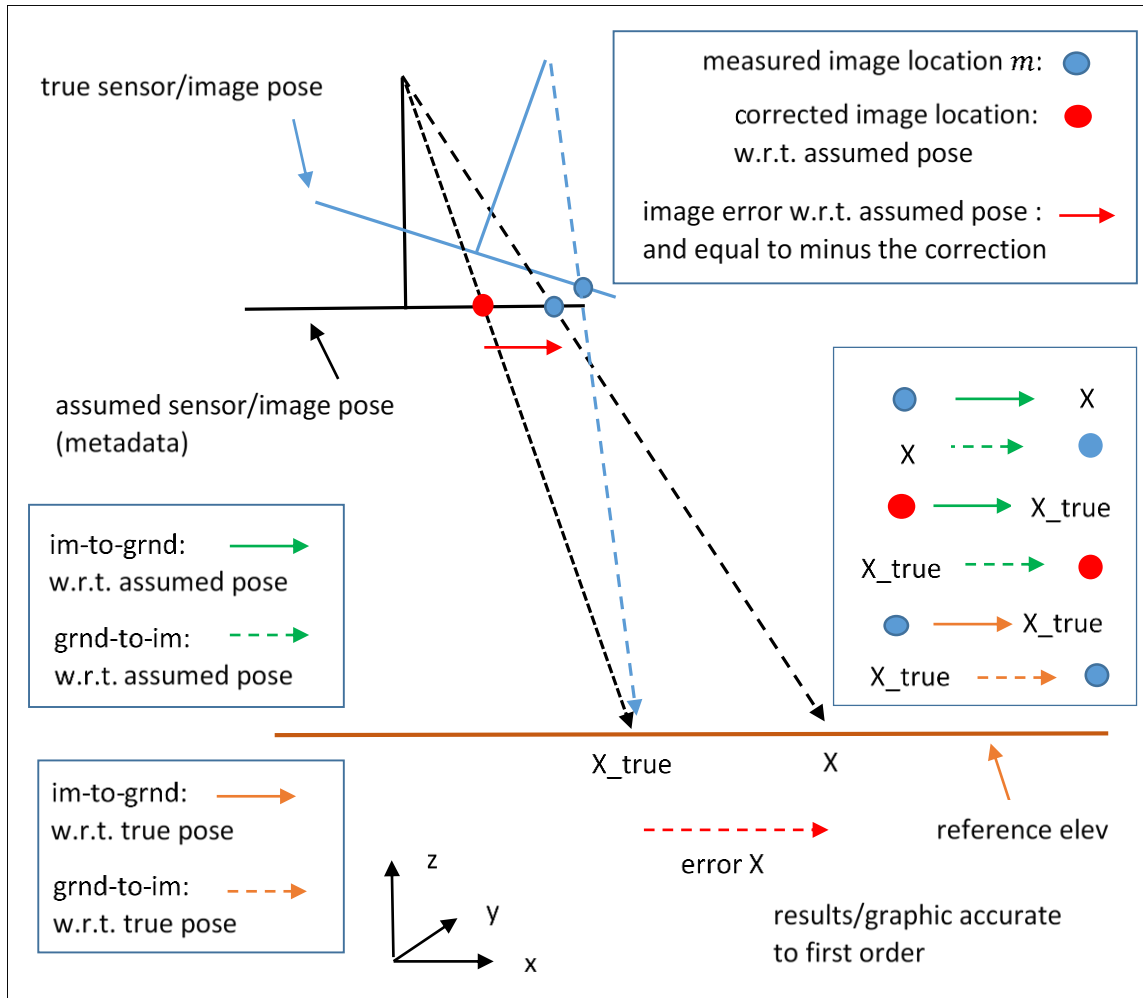 true sensor/image pose
measured image location m:
corrected image location:
w.r.t. assumed pose
image error w.r.t. assumed pose :
and equal to minus the correction
assumed sensor/image pose
(metadata)
X
X
X_true
X_true
X_true
X_true
im-to-grnd:
w.r.t. assumed pose
grnd-to-im:
w.r.t. assumed pose
X_true
X
reference elev
error X
im-to-grnd:
w.r.t. true pose
grnd-to-im:
w.r.t. true pose
z
y
x
results/graphic accurate
to first order